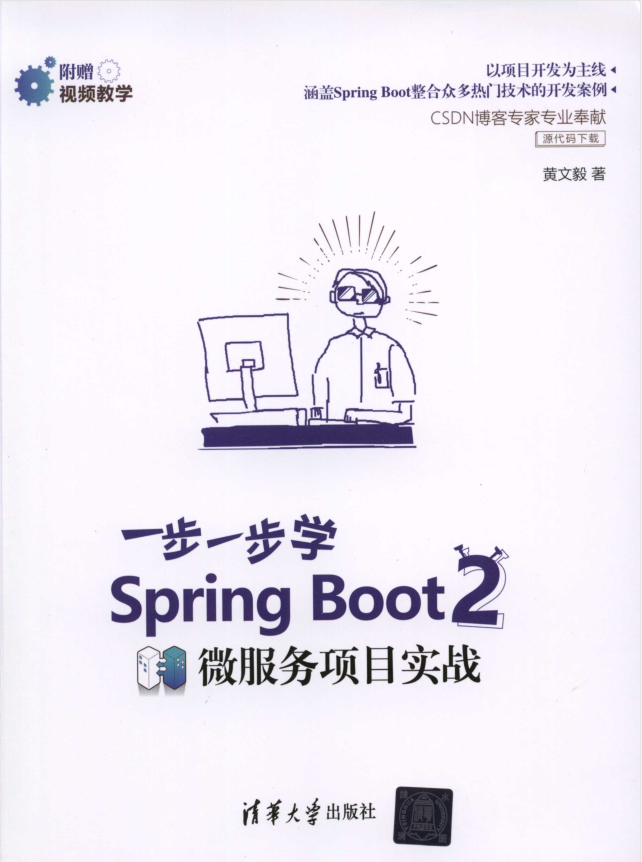 附赠
视频教学
以项目开发为主线
涵盖Spring Boot整合众多热门技术的开发案例
CSDN博客专家专业奉献
源代码下载
黄文毅 著
一步一步学
Spring Boot 2
微服务项目实战
清华大学出版社